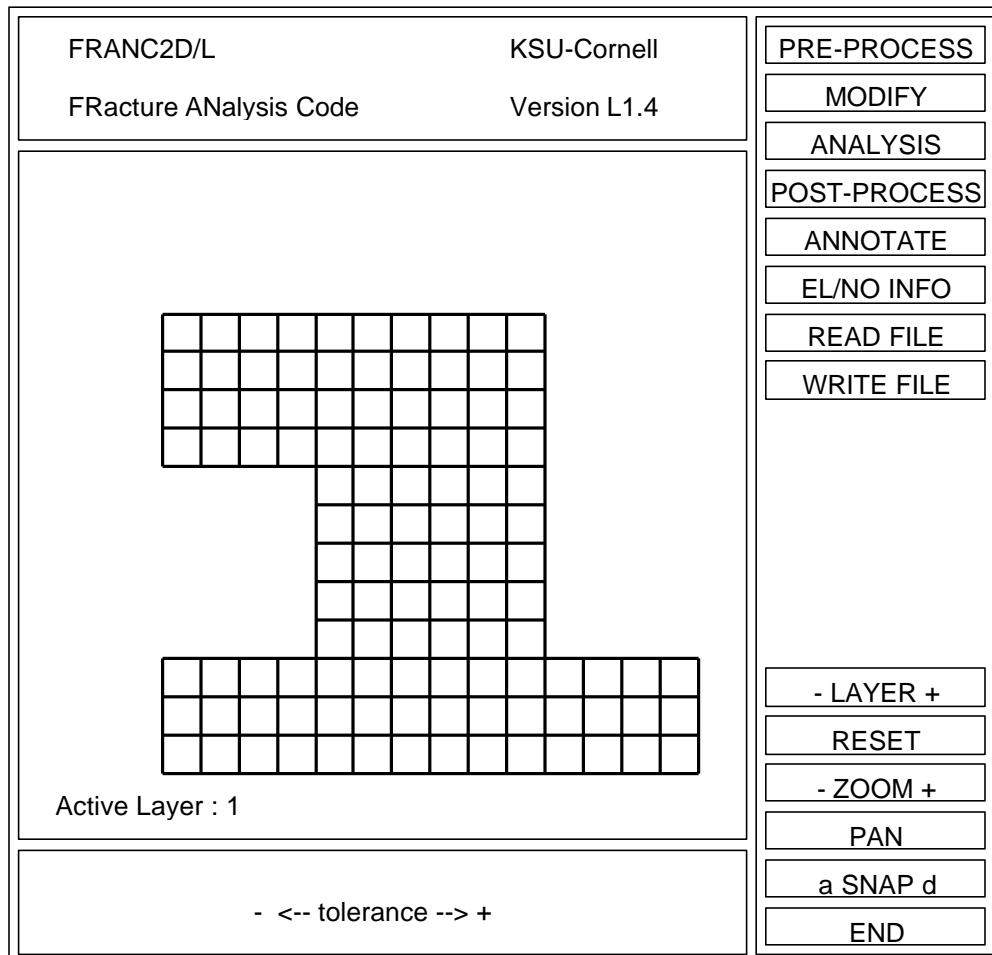 FRANC2D/L KSU-Cornell
FRacture ANalysis Code Version L1.4
PRE-PROCESS
MODIFY
ANALYSIS
POST-PROCESS
ANNOTATE
EL/NO INFO
READ FILE
WRITE FILE
- LAYER +
RESET
- ZOOM +
PAN
a SNAP d
END
Active Layer : 1
- <-- tolerance --> +